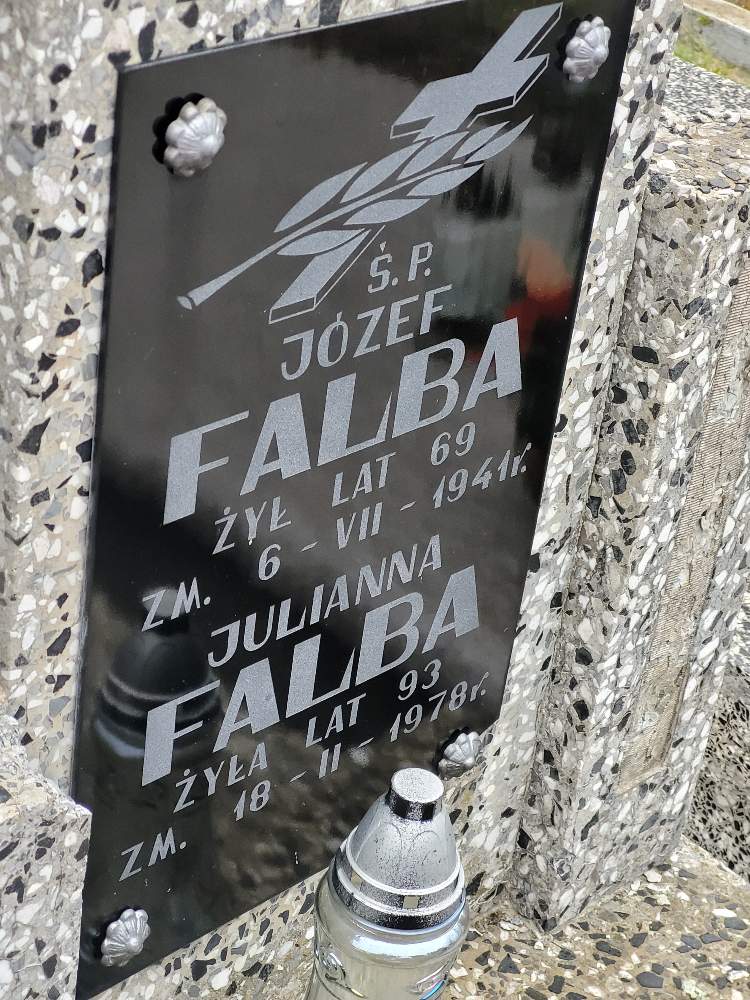 Ś.P.
JÓZEF
FALBA
ŻYŁ LAT 69
ZM. 6 - VII - 1941r.
JULIANNA
FALBA
ŻYŁA LAT 93
ZM. 18 - II - 1978r.